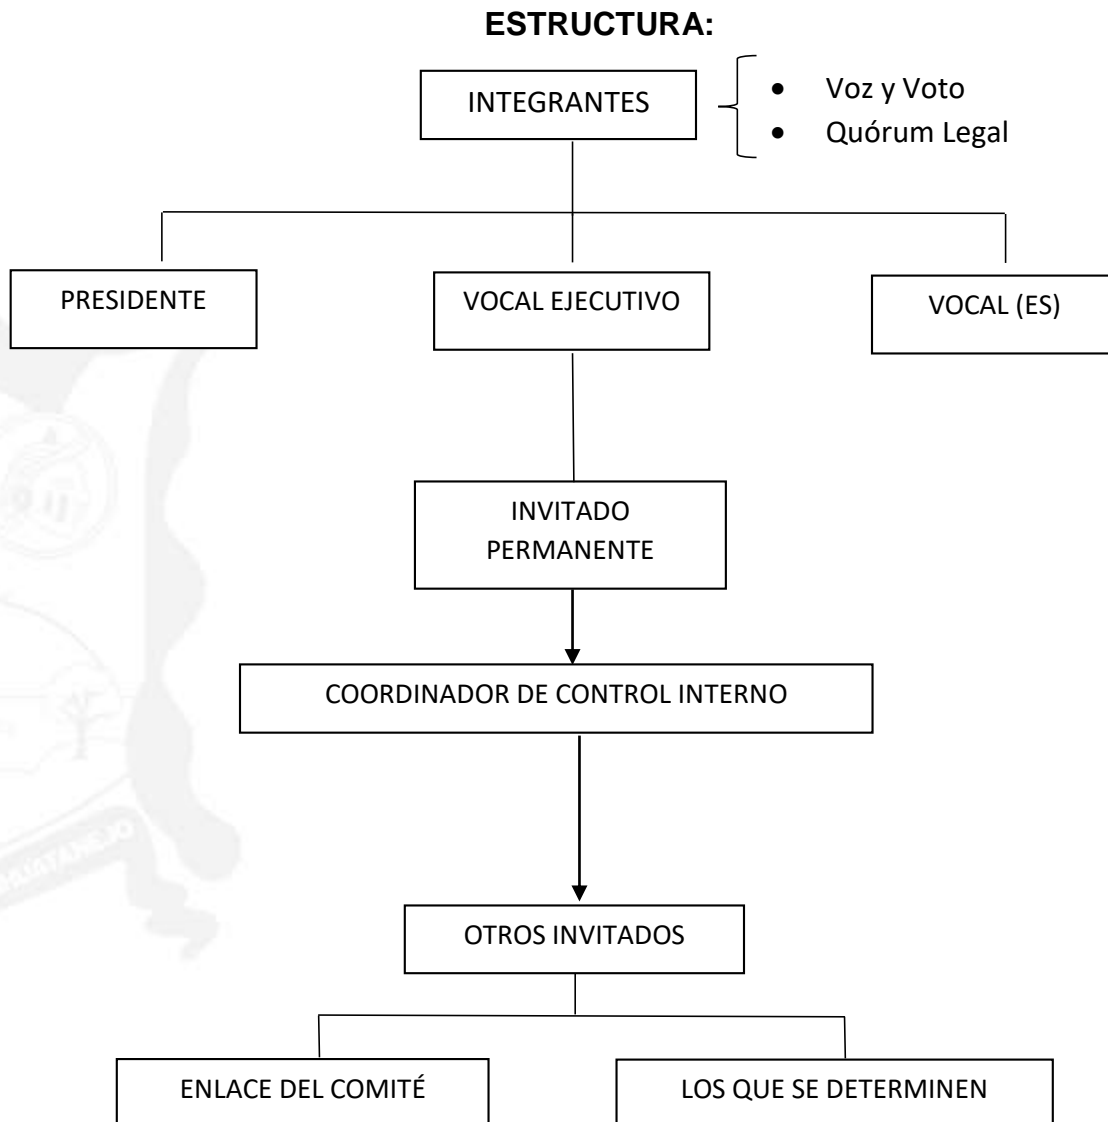 ESTRUCTURA:
INTEGRANTES
• Voz y Voto
• Quórum Legal
PRESIDENTE
VOCAL EJECUTIVO
VOCAL (ES)
INVITADO
PERMANENTE
COORDINADOR DE CONTROL INTERNO
OTROS INVITADOS
ENLACE DEL COMITÉ
LOS QUE SE DETERMINEN